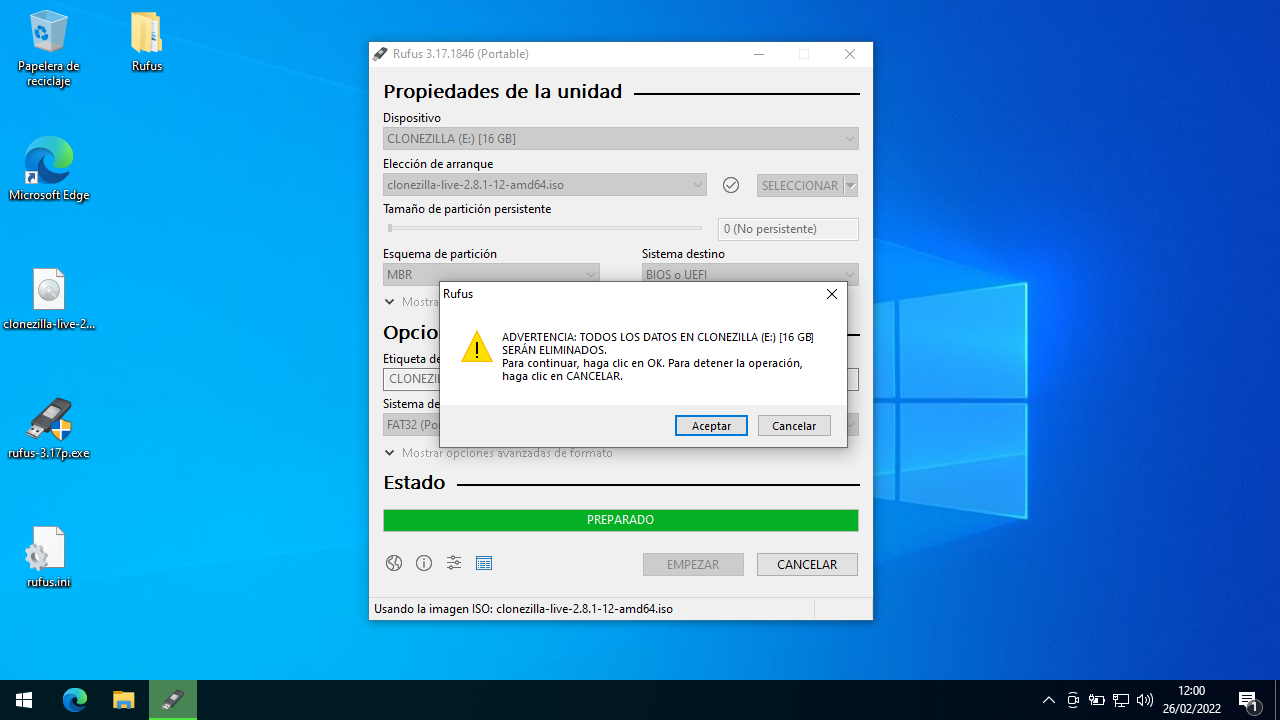 Papelera de
reciclaje
Rufus
Microsoft Edge
clonezilla-live-2...
rufus-3.17p.exe
rufus.ini
Rufus 3.17.1846 (Portable)
Propiedades de la unidad
Dispositivo
CLONEZILLA (E:) [16 GB]
Elección de arranque
clonezilla-live-2.8.1-12-amd64.iso
SELECCIONAR
Tamaño de partición persistente
0 (No persistente)
Esquema de partición
Sistema destino
MBR
BIOS o UEFI
Mostra
Opcio
Etiqueta de
CLONEZIL
Sistema de
FAT32 (Po
Rufus
ADVERTENCIA: TODOS LOS DATOS EN CLONEZILLA (E:) [16 GB]
SERÁN ELIMINADOS.
Para continuar, haga clic en OK. Para detener la operación,
haga clic en CANCELAR.
Aceptar
Cancelar
Mostrar opciones avanzadas de formato
Estado
PREPARADO
EMPEZAR
CANCELAR
Usando la imagen ISO: clonezilla-live-2.8.1-12-amd64.iso
12:00
26/02/2022
1